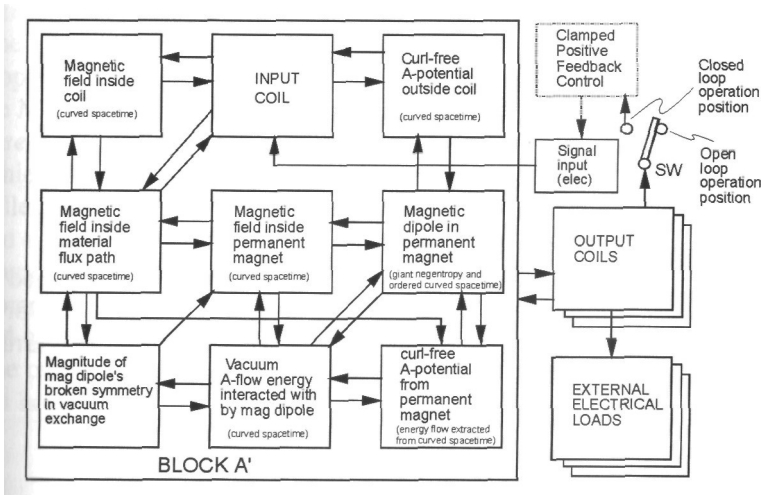 Magnetic
field inside
coil
(curved spacetime)
INPUT
COIL
Curl-free
A-potential
outside coil
(curved spacetime)
Clamped
Positive
Feedback
Control
Closed
loop operation
position
Signal
input
(elec)
SW
Open
loop
operation
position
Magnetic
field inside
material
flux path
(curved spacetime)
Magnetic
field inside
permanent
magnet
(curved spacetime)
Magnetic
dipole in
permanent
magnet
(giant negentropy and
ordered curved spacetime)
OUTPUT
COILS
Magnitude of
mag dipole's
broken symmetry
in vacuum
exchange
Vacuum
A-flow energy
interacted with
by mag dipole
(curved spacetime)
curl-free
A-potential
from
permanent
magnet
(energy flow extracted
from curved spacetime)
EXTERNAL
ELECTRICAL
LOADS
BLOCK A'